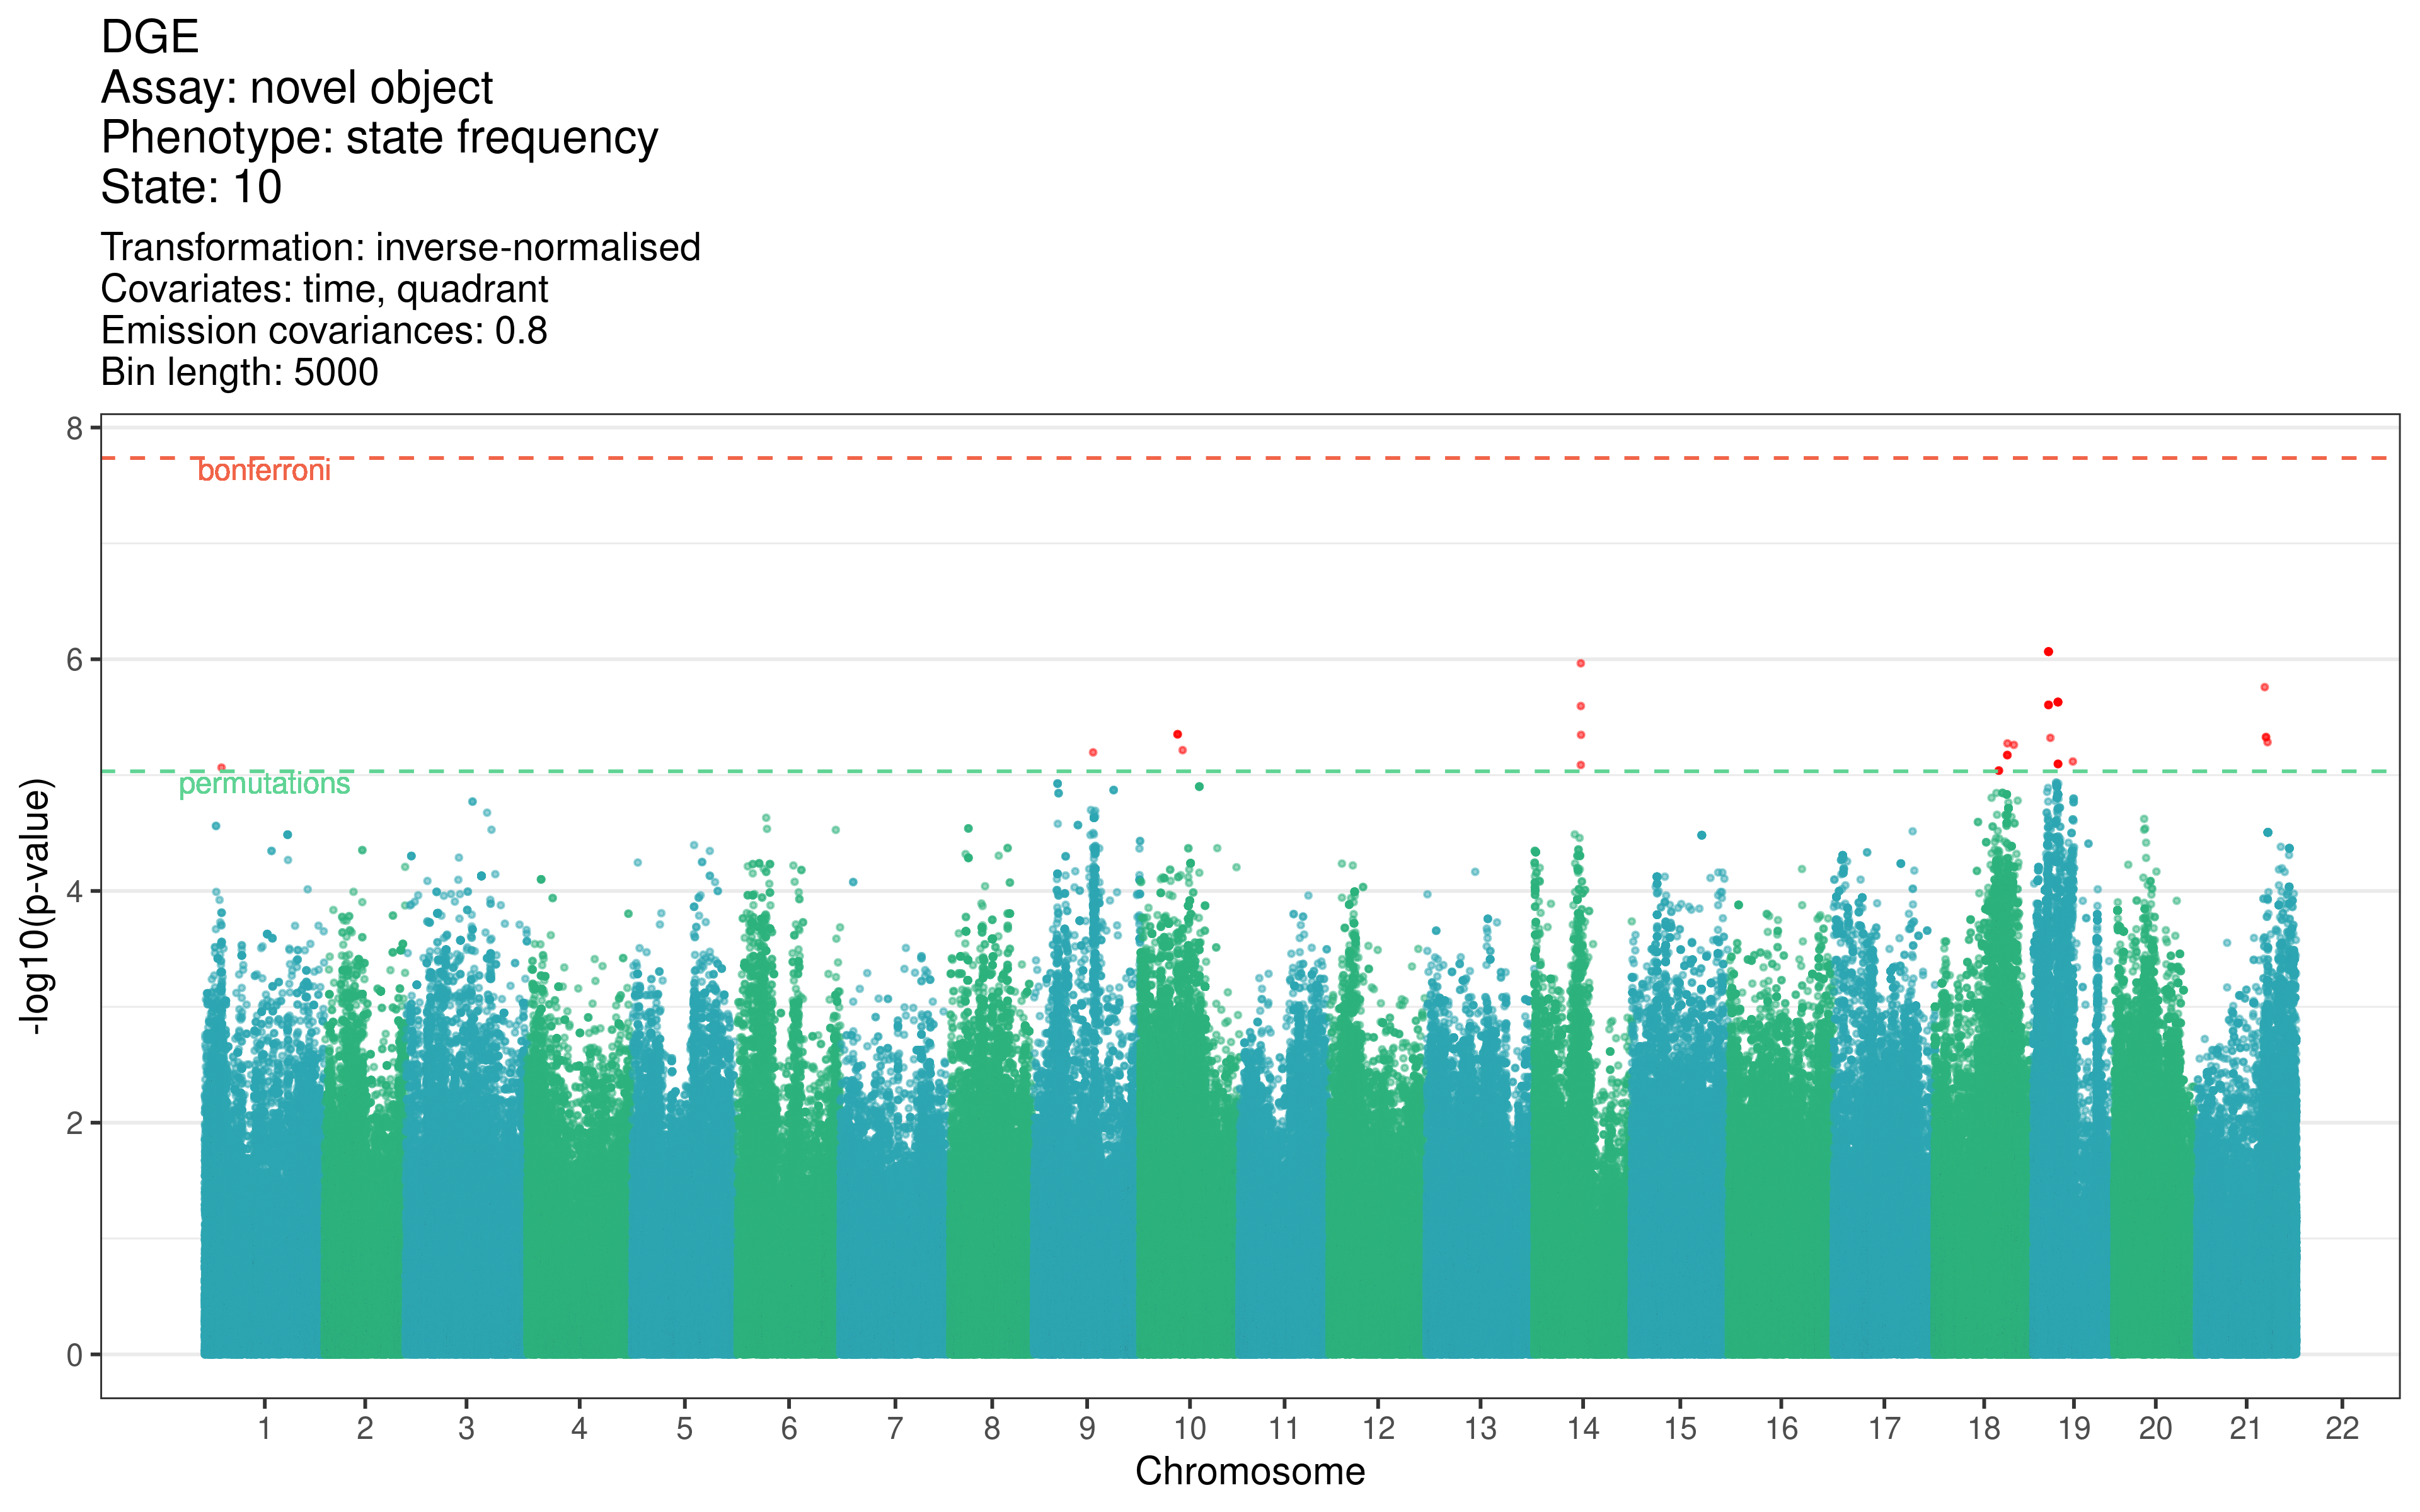 DGE
Assay: novel object
Phenotype: state frequency
State: 10
Transformation: inverse-normalised
Covariates: time, quadrant
Emission covariances: 0.8
Bin length: 5000
8
bonferroni
6
permutations
-log10(p-value)
4
2
0
1 2 3 4 5 6 7 8 9 10 11 12 13 14 15 16 17 18 19 20 21 22
Chromosome